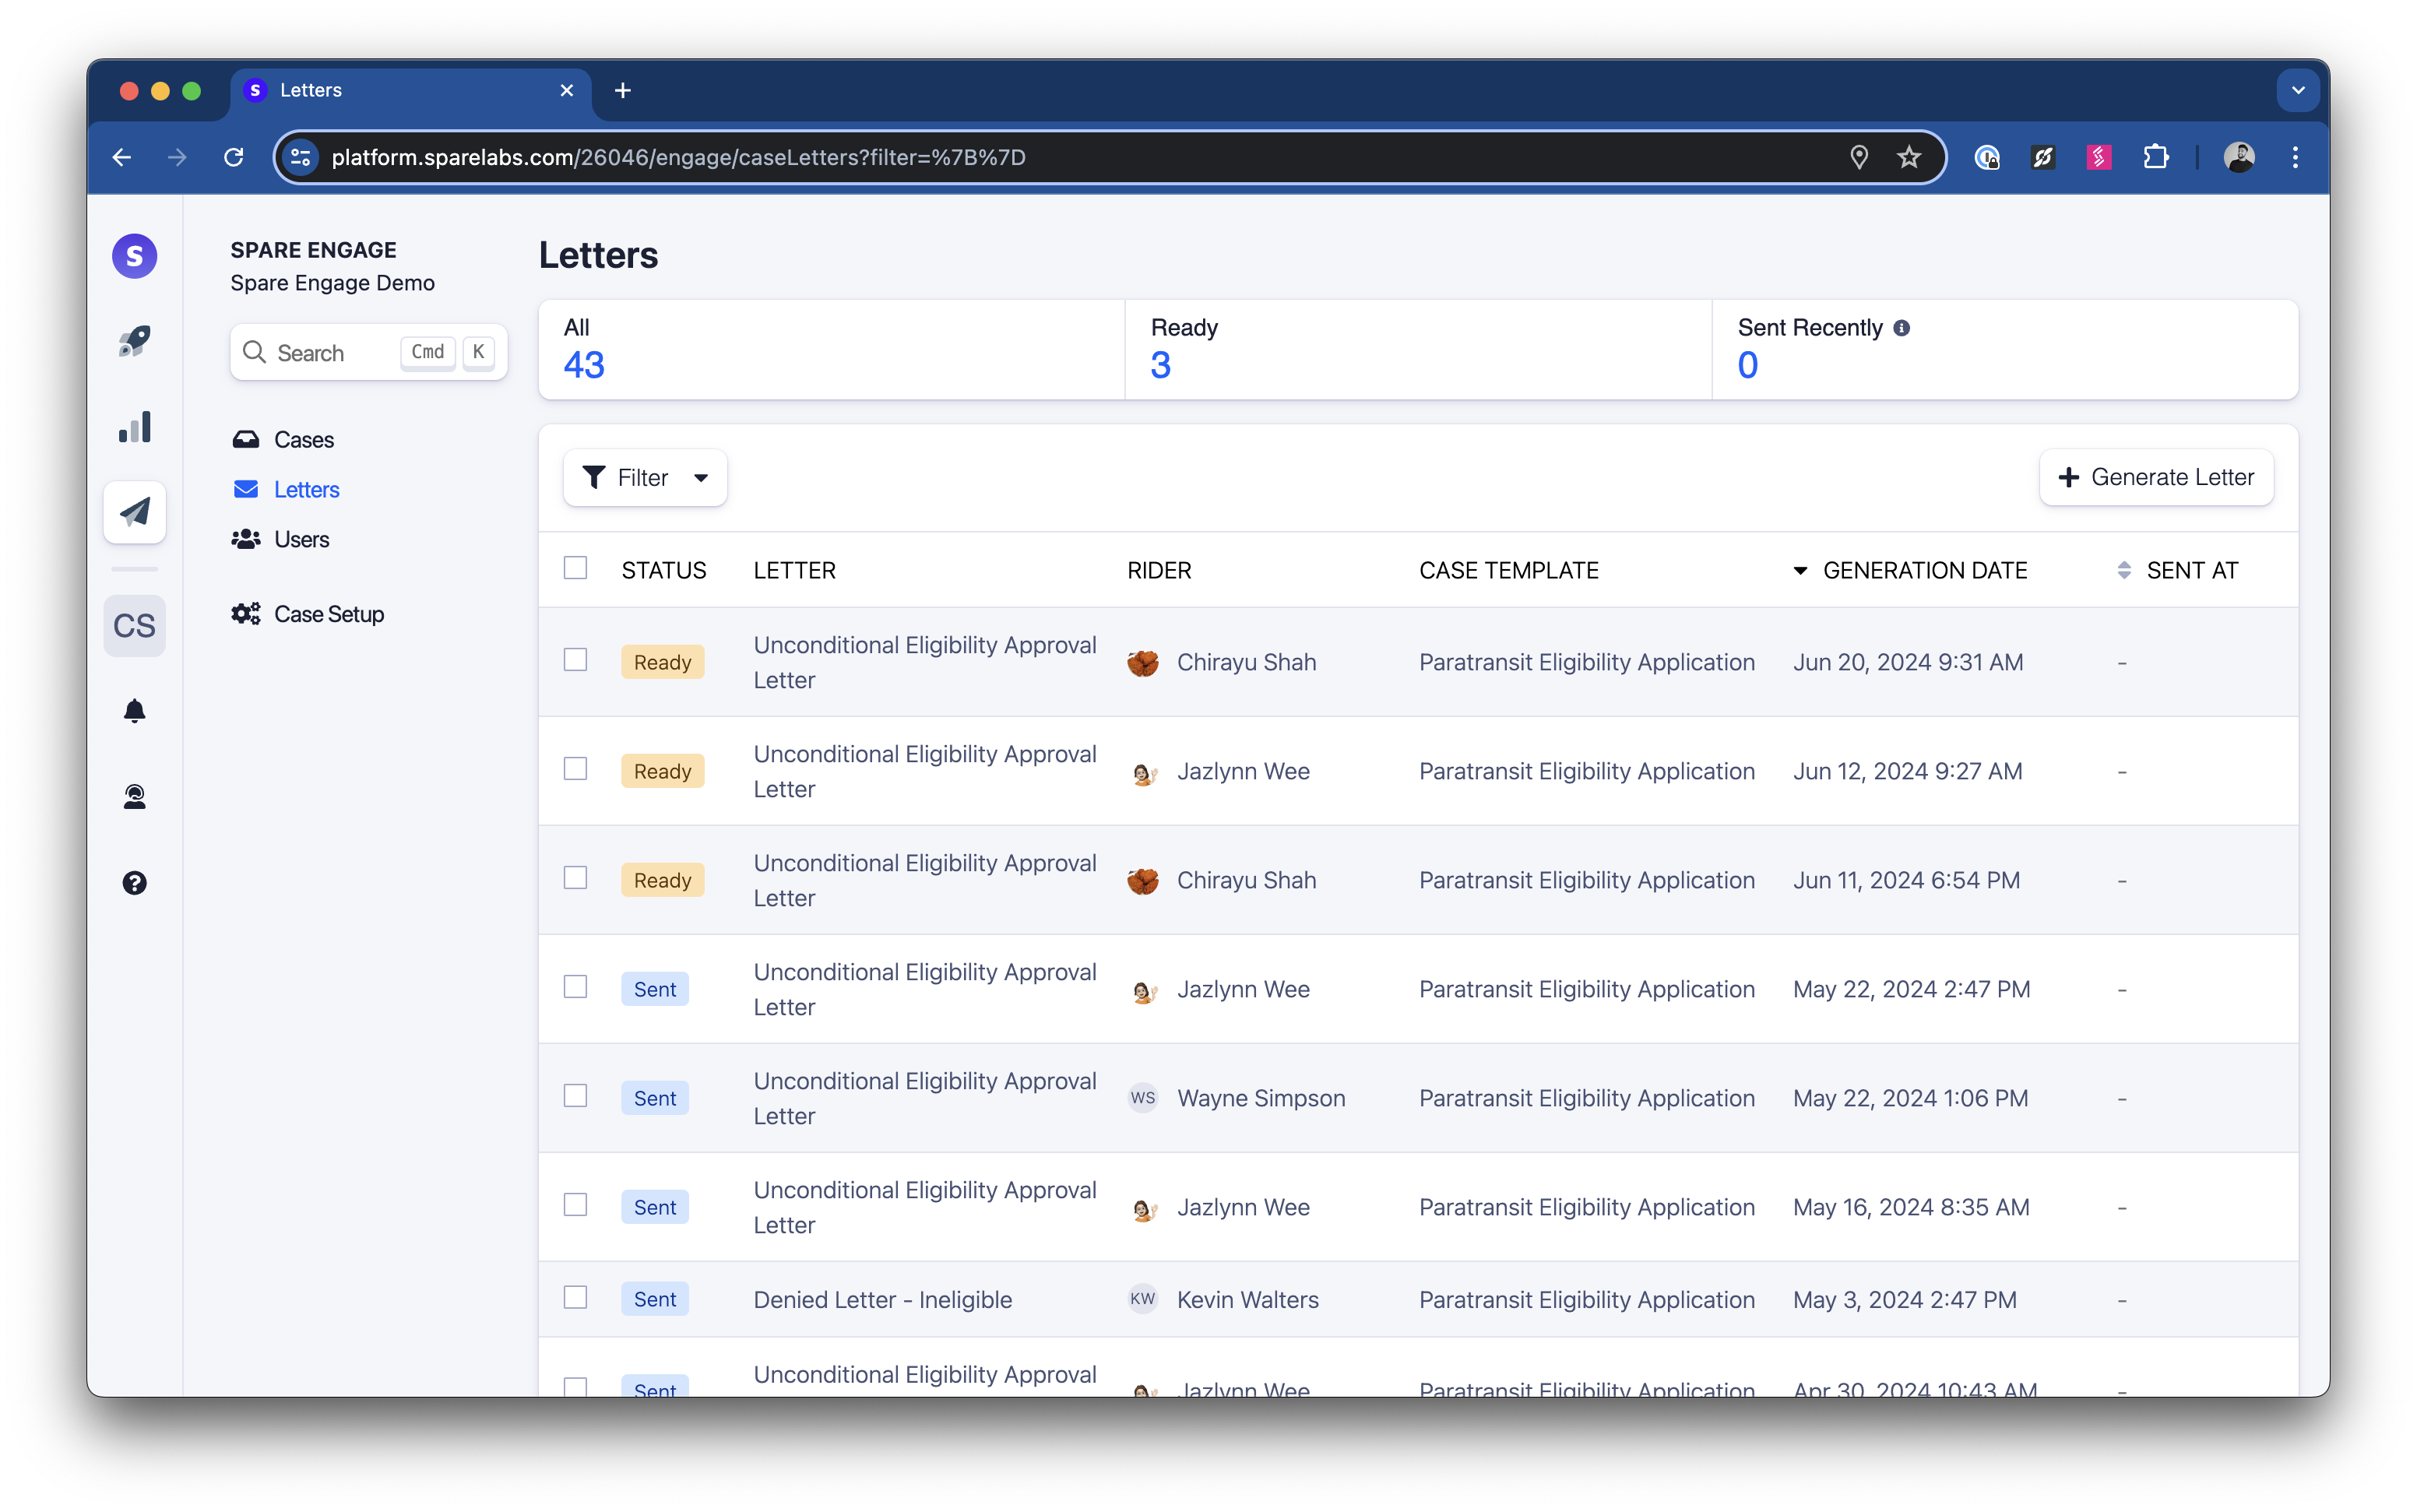 S Letters
platform.sparelabs.com/26046/engage/caseLetters?filter=%7B%7D
S
SPARE ENGAGE
Spare Engage Demo
Search Cmd K
Cases
Letters
Users
Case Setup
CS
Letters
All
43
Ready
3
Sent Recently
0
Filter
Generate Letter
STATUS LETTER RIDER CASE TEMPLATE GENERATION DATE SENT AT
Ready Unconditional Eligibility Approval Chirayu Shah Paratransit Eligibility Application Jun 20, 2024 9:31 AM -
Letter
Ready Unconditional Eligibility Approval Jazlynn Wee Paratransit Eligibility Application Jun 12, 2024 9:27 AM -
Letter
Ready Unconditional Eligibility Approval Chirayu Shah Paratransit Eligibility Application Jun 11, 2024 6:54 PM -
Letter
Sent Unconditional Eligibility Approval Jazlynn Wee Paratransit Eligibility Application May 22, 2024 2:47 PM -
Letter
Sent Unconditional Eligibility Approval WS Wayne Simpson Paratransit Eligibility Application May 22, 2024 1:06 PM -
Letter
Sent Unconditional Eligibility Approval Jazlynn Wee Paratransit Eligibility Application May 16, 2024 8:35 AM -
Letter
Sent Denied Letter - Ineligible KW Kevin Walters Paratransit Eligibility Application May 3, 2024 2:47 PM -
Sent Unconditional Eligibility Approval Jazlynn Wee Paratransit Eligibility Application Apr 30, 2024 10:43 AM -